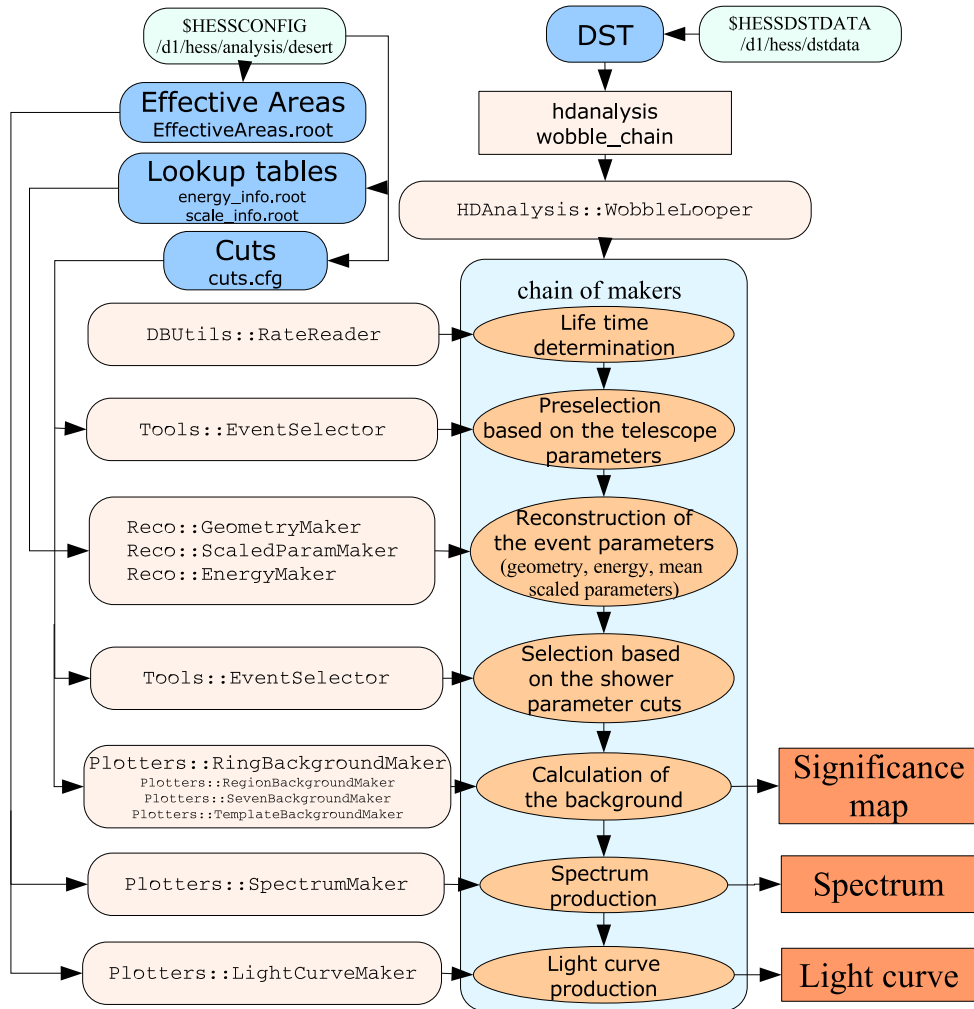 $HESSCONFIG
/d1/hess/analysis/desert
DST
$HESSDSTDATA
/d1/hess/dstdata
Effective Areas
EffectiveAreas.root
hdanalysis
wobble_chain
Lookup tables
energy_info.root
scale_info.root
HDAnalysis::WobbleLooper
Cuts
cuts.cfg
chain of makers
DBUtils::RateReader
Life time
determination
Tools::EventSelector
Preselection
based on the telescope
parameters
Reco::GeometryMaker
Reco::ScaledParamMaker
Reco::EnergyMaker
Reconstruction of
the event parameters
(geometry, energy, mean
scaled parameters)
Tools::EventSelector
Selection based
on the shower
parameter cuts
Plotters::RingBackgroundMaker
Plotters::RegionBackgroundMaker
Plotters::SevenBackgroundMaker
Plotters::TemplateBackgroundMaker
Calculation of
the background
Significance
map
Plotters::SpectrumMaker
Spectrum
production
Spectrum
Plotters::LightCurveMaker
Light curve
production
Light curve